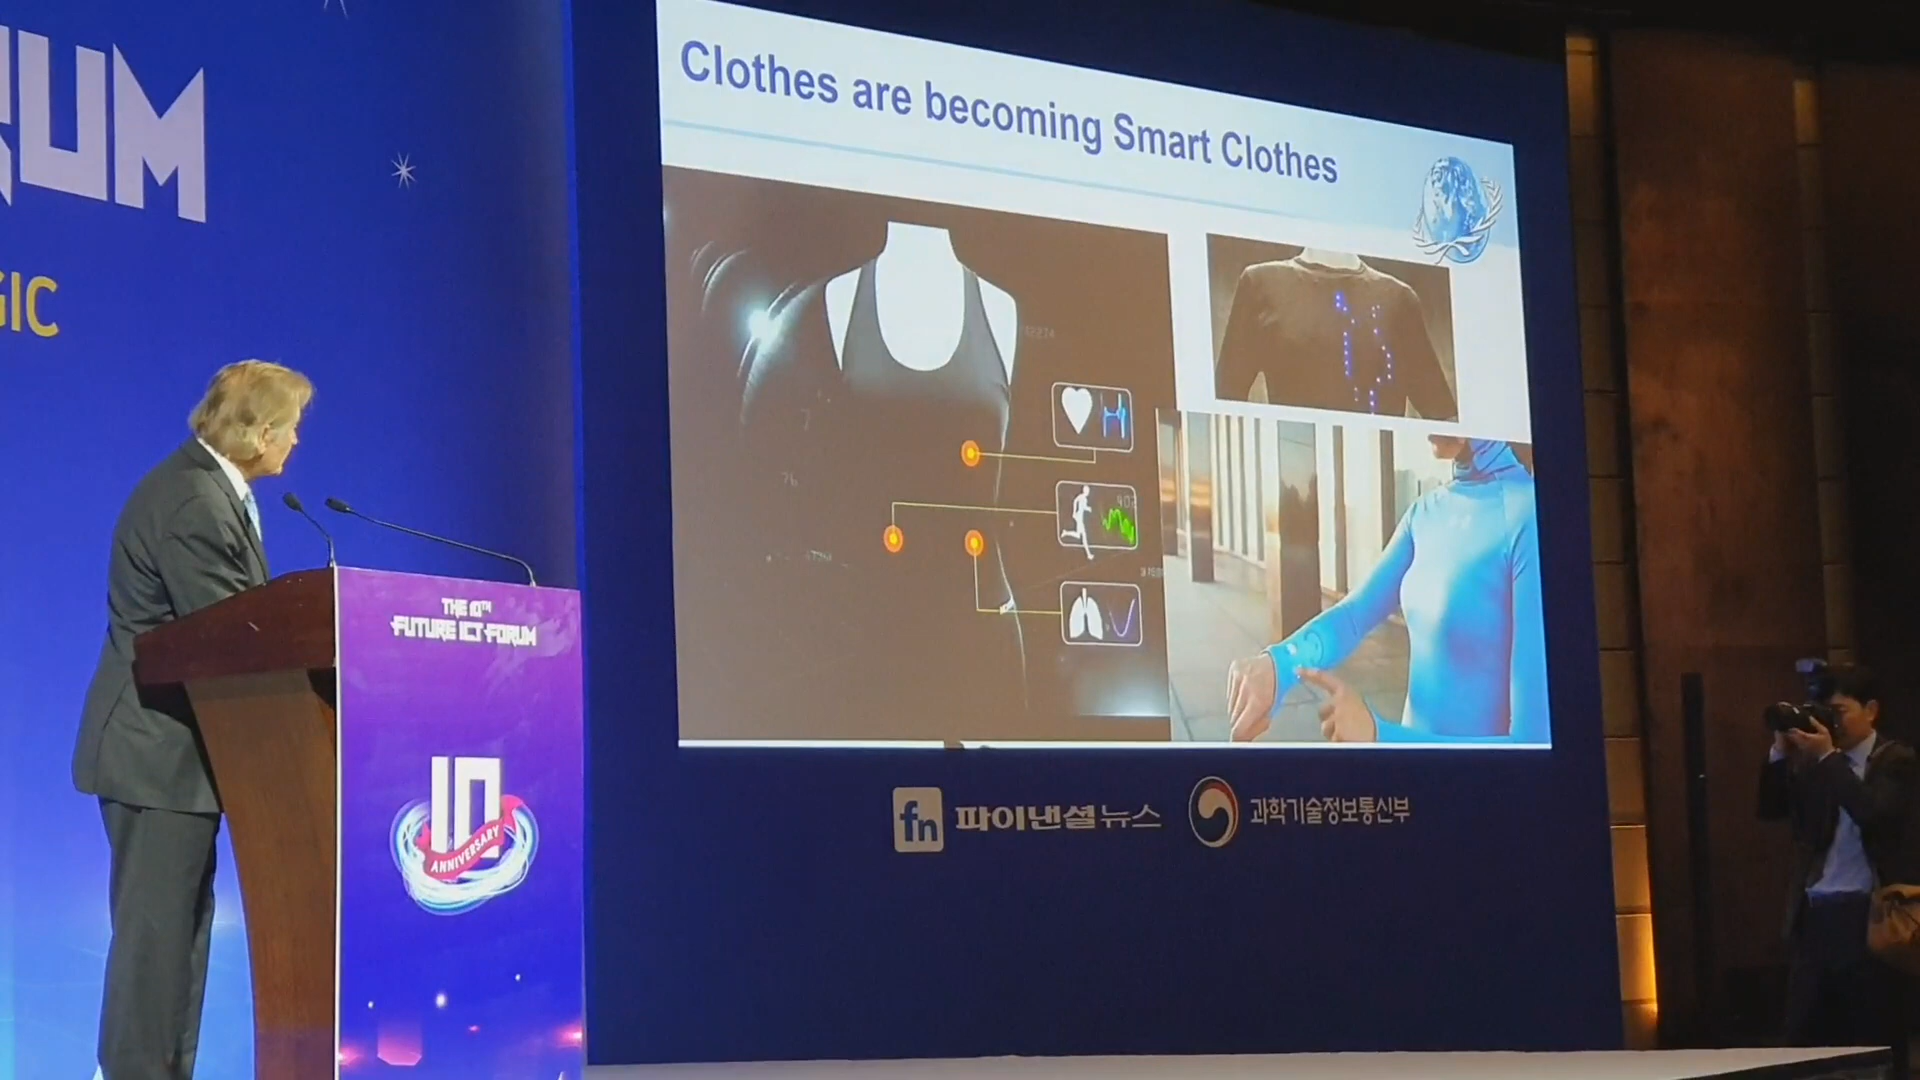 UM
GIC
Clothes are becoming Smart Clothes
THE 10TH
FUTURE ICT FORUM
10
ANNIVERSARY
fn 파이낸셜뉴스
과학기술정보통신부